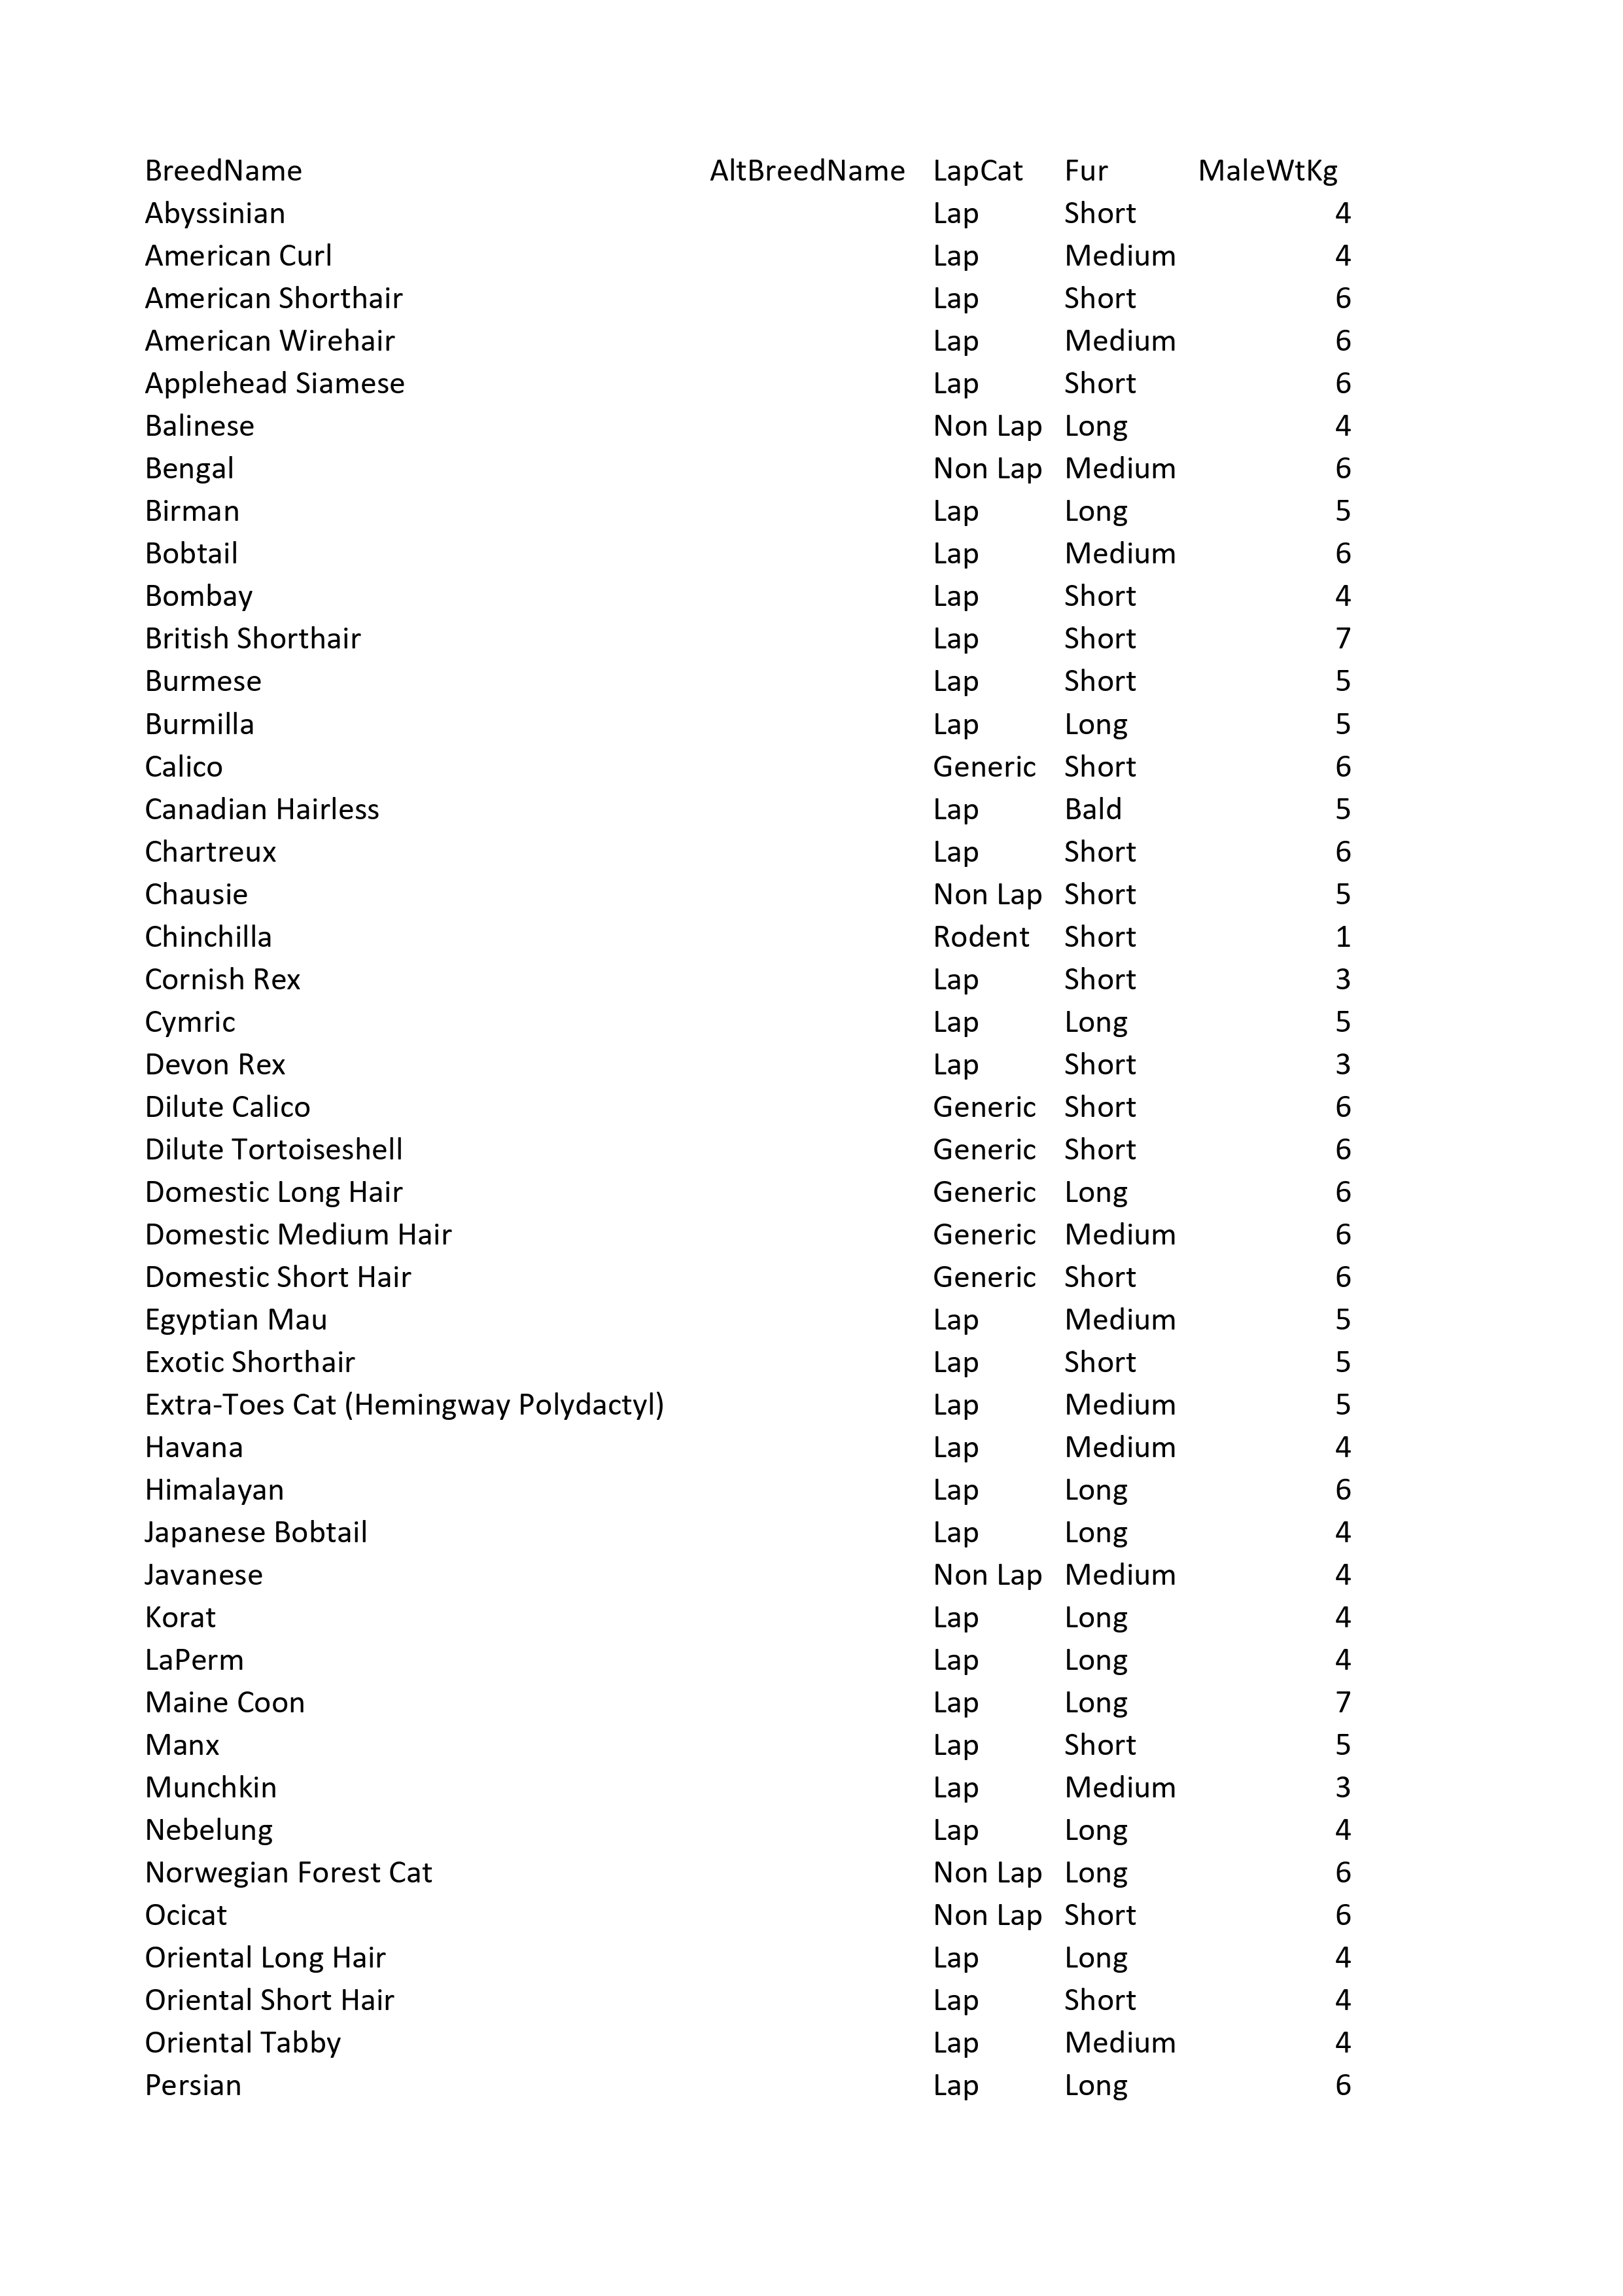 BreedName AltBreedName LapCat Fur MaleWtKg
Abyssinian Lap Short 4
American Curl Lap Medium 4
American Shorthair Lap Short 6
American Wirehair Lap Medium 6
Applehead Siamese Lap Short 6
Balinese Non Lap Long 4
Bengal Non Lap Medium 6
Birman Lap Long 5
Bobtail Lap Medium 6
Bombay Lap Short 4
British Shorthair Lap Short 7
Burmese Lap Short 5
Burmilla Lap Long 5
Calico Generic Short 6
Canadian Hairless Lap Bald 5
Chartreux Lap Short 6
Chausie Non Lap Short 5
Chinchilla Rodent Short 1
Cornish Rex Lap Short 3
Cymric Lap Long 5
Devon Rex Lap Short 3
Dilute Calico Generic Short 6
Dilute Tortoiseshell Generic Short 6
Domestic Long Hair Generic Long 6
Domestic Medium Hair Generic Medium 6
Domestic Short Hair Generic Short 6
Egyptian Mau Lap Medium 5
Exotic Shorthair Lap Short 5
Extra-Toes Cat (Hemingway Polydactyl) Lap Medium 5
Havana Lap Medium 4
Himalayan Lap Long 6
Japanese Bobtail Lap Long 4
Javanese Non Lap Medium 4
Korat Lap Long 4
LaPerm Lap Long 4
Maine Coon Lap Long 7
Manx Lap Short 5
Munchkin Lap Medium 3
Nebelung Lap Long 4
Norwegian Forest Cat Non Lap Long 6
Ocicat Non Lap Short 6
Oriental Long Hair Lap Long 4
Oriental Short Hair Lap Short 4
Oriental Tabby Lap Medium 4
Persian Lap Long 6